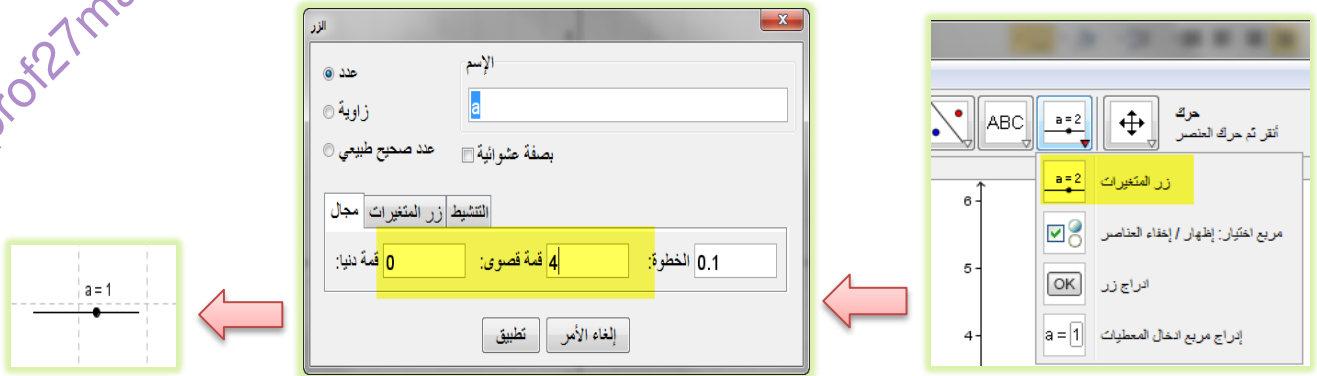 حرك
أنقر ثم حرك العنصر
ABC
a = 2
a = 2
زر المتغيرات
مربع اختيار: إظهار / إخفاء العناصر
OK
ادراج زر
a = 1
إدراج مربع ادخال المعطيات
6
5
4
الزر
x
عدد
زاوية
عدد صحيح طبيعي
الإسم
a
بصفة عشوائية
مجال
زر المتغيرات
التنشيط
قمة دنيا: 0
قمة قصوى: 4
الخطوة: 0.1
تطبيق
إلغاء الأمر
a = 1